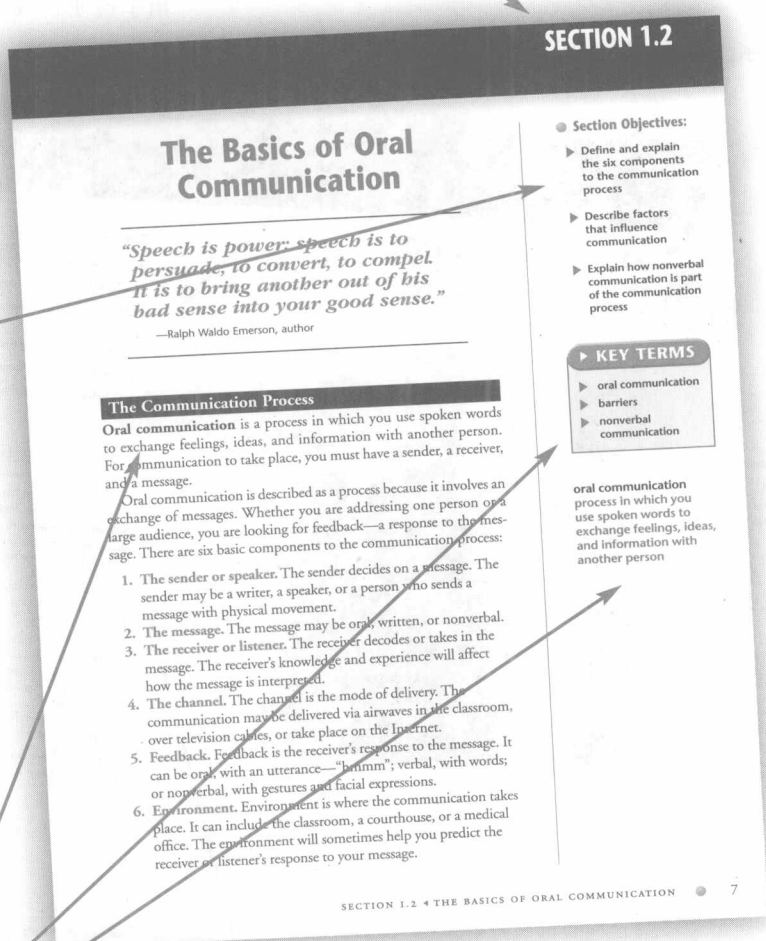 SECTION 1.2
The Basics of Oral
Communication
“Speech is power: speech is to
persuade, to convert, to compel.
It is to bring another out of his
bad sense into your good sense.”
—Ralph Waldo Emerson, author
The Communication Process
Oral communication is a process in which you use spoken words
to exchange feelings, ideas, and information with another person.
For communication to take place, you must have a sender, a receiver,
and a message.
Oral communication is described as a process because it involves an
exchange of messages. Whether you are addressing one person or a
large audience, you are looking for feedback—a response to the mes-
sage. There are six basic components to the communication process:
1. The sender or speaker. The sender decides on a message. The
sender may be a writer, a speaker, or a person who sends a
message with physical movement.
2. The message. The message may be oral, written, or nonverbal.
3. The receiver or listener. The receiver decodes or takes in the
message. The receiver's knowledge and experience will affect
how the message is interpreted.
4. The channel. The channel is the mode of delivery. The
communication may be delivered via airwaves in the classroom,
over television cables, or take place on the Internet.
5. Feedback. Feedback is the receiver's response to the message. It
can be oral, with an utterance—“hmmm”; verbal, with words;
or nonverbal, with gestures and facial expressions.
6. Environment. Environment is where the communication takes
place. It can include the classroom, a courthouse, or a medical
office. The environment will sometimes help you predict the
receiver or listener's response to your message.
Section Objectives:
Define and explain
the six components
to the communication
process
Describe factors
that influence
communication
Explain how nonverbal
communication is part
of the communication
process
KEY TERMS
oral communication
barriers
nonverbal
communication
oral communication
process in which you
use spoken words to
exchange feelings, ideas,
and information with
another person
SECTION 1.2 THE BASICS OF ORAL COMMUNICATION 7